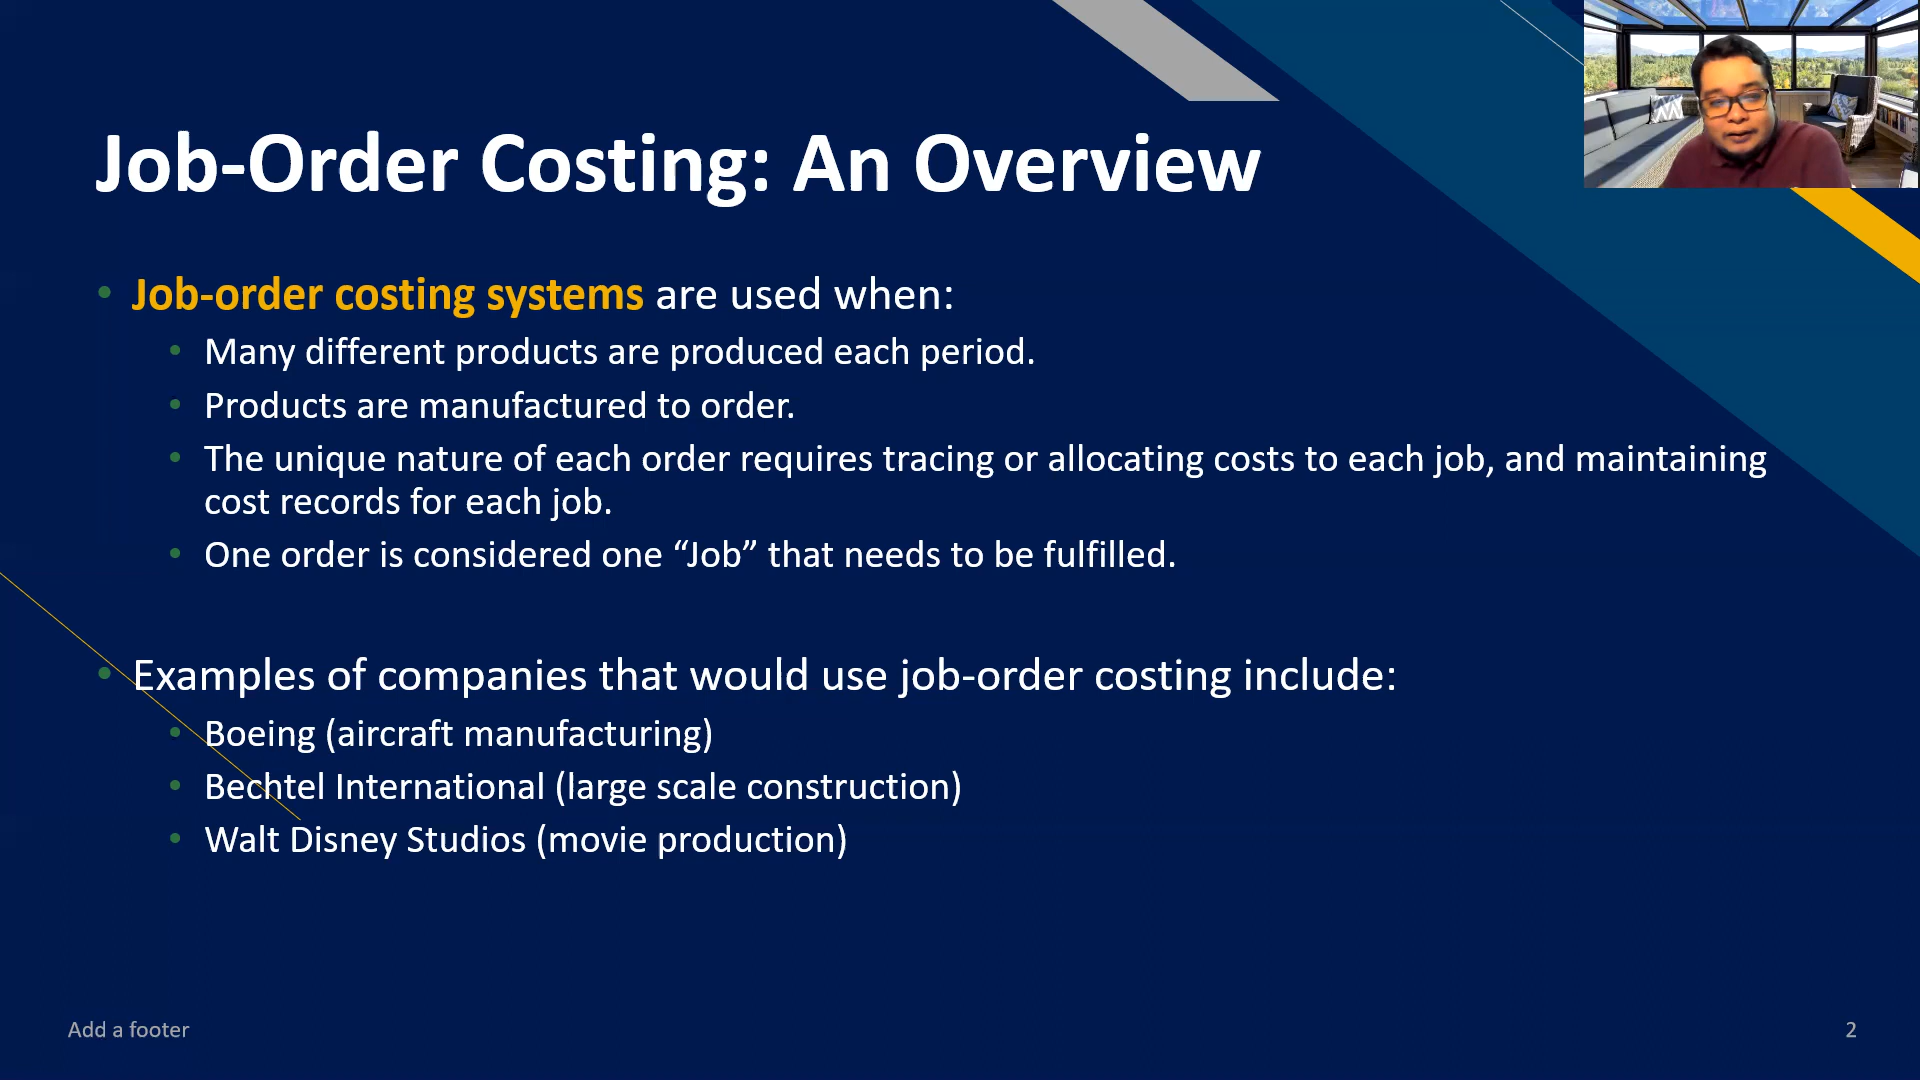 Job-Order Costing: An Overview
• Job-order costing systems are used when:
• Many different products are produced each period.
• Products are manufactured to order.
• The unique nature of each order requires tracing or allocating costs to each job, and maintaining
cost records for each job.
• One order is considered one “Job” that needs to be fulfilled.
• Examples of companies that would use job-order costing include:
• Boeing (aircraft manufacturing)
• Bechtel International (large scale construction)
• Walt Disney Studios (movie production)
Add a footer
2